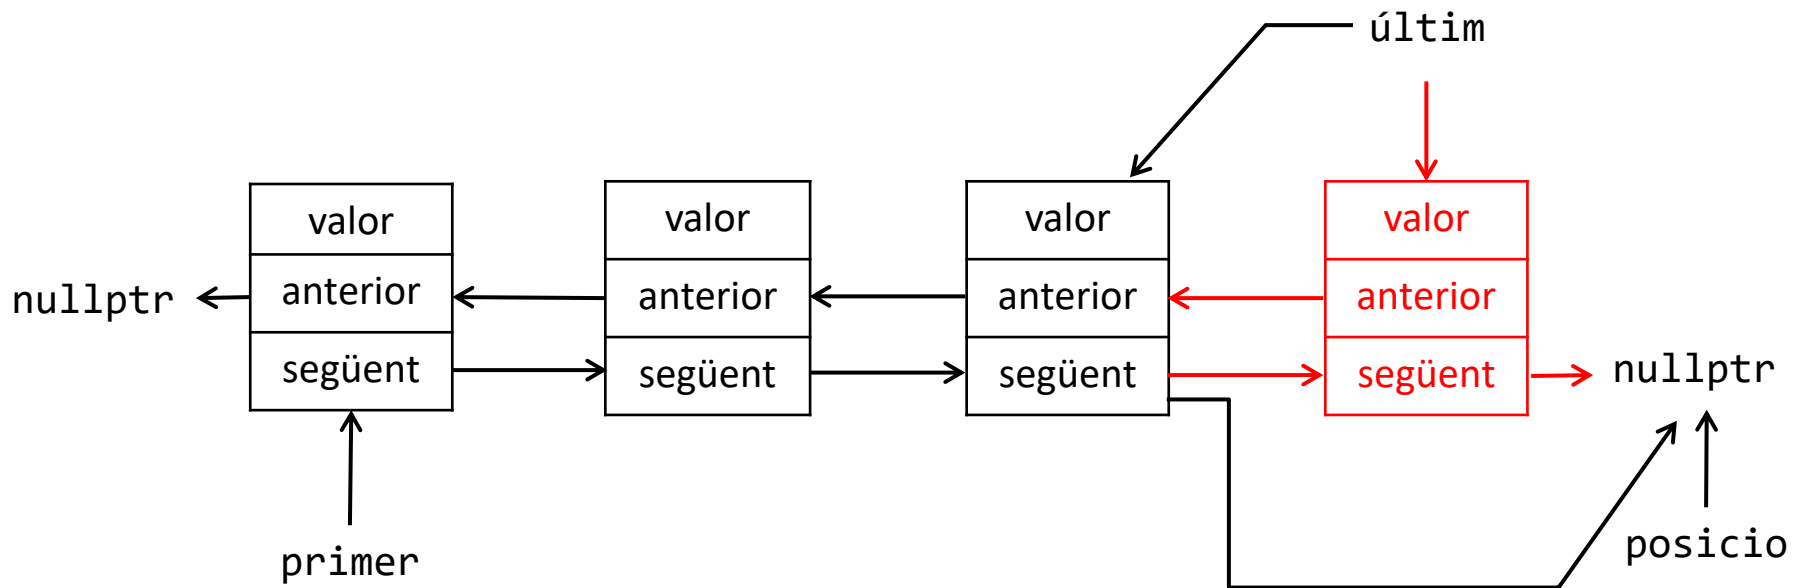 últim
valor
anterior
següent
valor
anterior
següent
valor
anterior
següent
valor
anterior
següent
nullptr
nullptr
primer
posicio